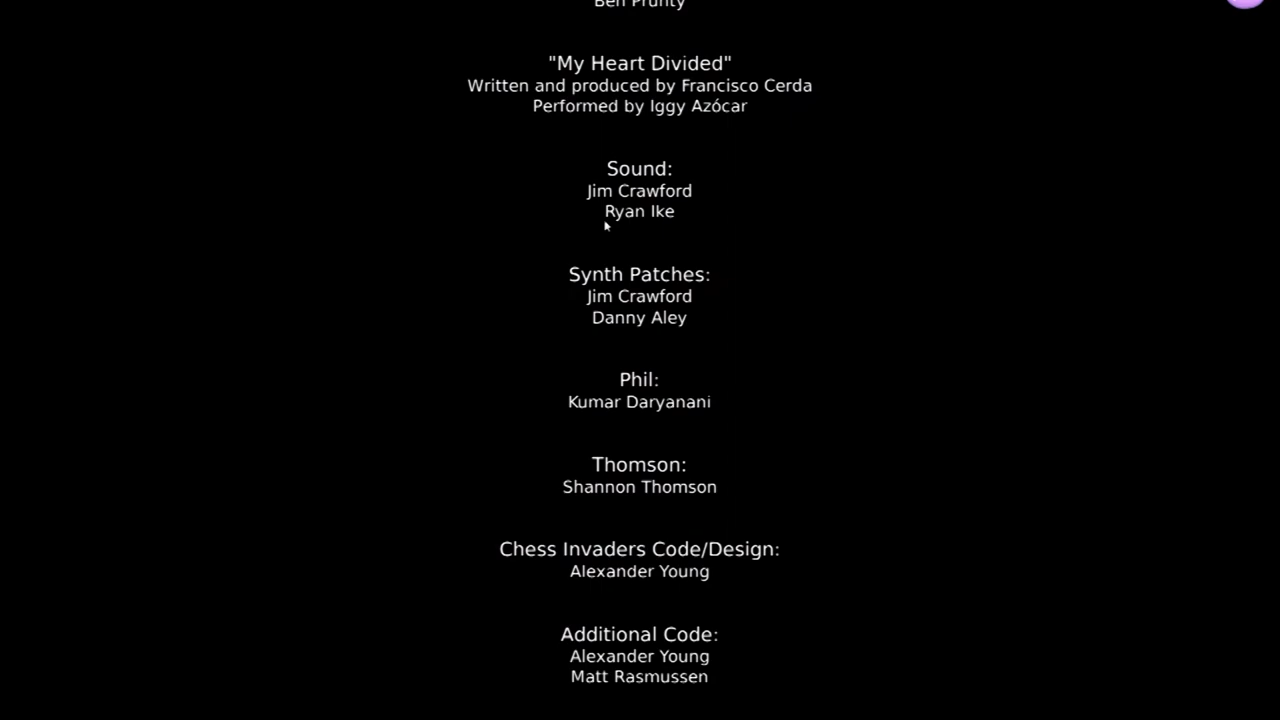 Ben Prunty
"My Heart Divided"
Written and produced by Francisco Cerda
Performed by Iggy Azócar
Sound:
Jim Crawford
Ryan Ike
Synth Patches:
Jim Crawford
Danny Aley
Phil:
Kumar Daryanani
Thomson:
Shannon Thomson
Chess Invaders Code/Design:
Alexander Young
Additional Code:
Alexander Young
Matt Rasmussen